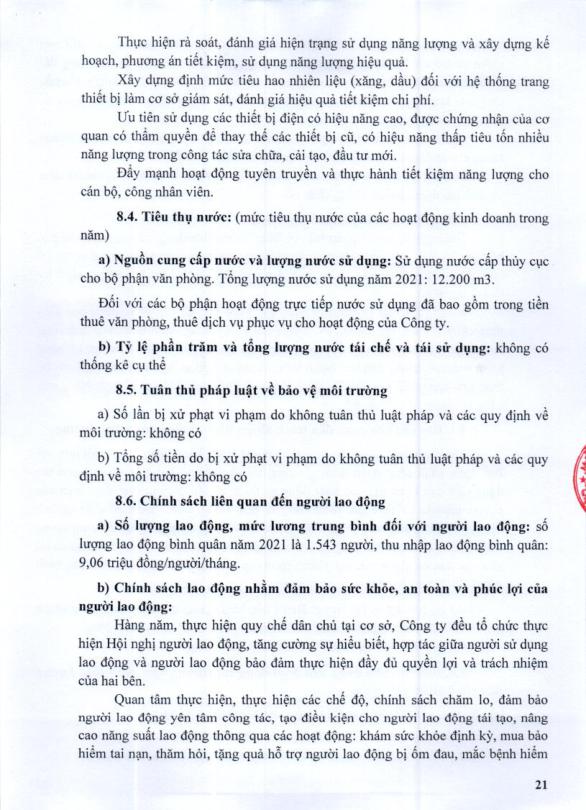 Thực hiện rà soát, đánh giá hiện trạng sử dụng năng lượng và xây dựng kế
hoạch, phương án tiết kiệm, sử dụng năng lượng hiệu quả.
Xây dựng định mức tiêu hao nhiên liệu (xăng, dầu) đối với hệ thống trang
thiết bị làm cơ sở giám sát, đánh giá hiệu quả tiết kiệm chi phí.
Ưu tiên sử dụng các thiết bị điện có hiệu năng cao, được chứng nhận của cơ
quan có thẩm quyền để thay thế các thiết bị cũ, có hiệu năng thấp tiêu tốn nhiều
năng lượng trong công tác sửa chữa, cải tạo, đầu tư mới.
Đẩy mạnh hoạt động tuyên truyền và thực hành tiết kiệm năng lượng cho
cán bộ, công nhân viên.
8.4. Tiêu thụ nước: (mức tiêu thụ nước của các hoạt động kinh doanh trong
năm)
a) Nguồn cung cấp nước và lượng nước sử dụng: Sử dụng nước cấp thủy cục
cho bộ phận văn phòng. Tổng lượng nước sử dụng năm 2021: 12.200 m3.
Đối với các bộ phận hoạt động trực tiếp nước sử dụng đã bao gồm trong tiền
thuê văn phòng, thuê dịch vụ phục vụ cho hoạt động của Công ty.
b) Tỷ lệ phần trăm và tổng lượng nước tái chế và tái sử dụng: không có
thống kê cụ thể
8.5. Tuân thủ pháp luật về bảo vệ môi trường
a) Số lần bị xử phạt vi phạm do không tuân thủ luật pháp và các quy định về
môi trường: không có
b) Tổng số tiền do bị xử phạt vi phạm do không tuân thủ luật pháp và các quy
định về môi trường: không có
8.6. Chính sách liên quan đến người lao động
a) Số lượng lao động, mức lương trung bình đối với người lao động: số
lượng lao động bình quân năm 2021 là 1.543 người, thu nhập lao động bình quân:
9,06 triệu đồng/người/tháng.
b) Chính sách lao động nhằm đảm bảo sức khỏe, an toàn và phúc lợi của
người lao động:
Hàng năm, thực hiện quy chế dân chủ tại cơ sở, Công ty đều tổ chức thực
hiện Hội nghị người lao động, tăng cường sự hiểu biết, hợp tác giữa người sử dụng
lao động và người lao động bảo đảm thực hiện đầy đủ quyền lợi và trách nhiệm
của hai bên.
Quan tâm thực hiện, thực hiện các chế độ, chính sách chăm lo, đảm bảo
người lao động yên tâm công tác, tạo điều kiện cho người lao động tái tạo, nâng
cao năng suất lao động thông qua các hoạt động: khám sức khỏe định kỳ, mua bảo
hiểm tai nạn, thăm hỏi, tặng quà hỗ trợ người lao động bị ốm đau, mắc bệnh hiểm
21